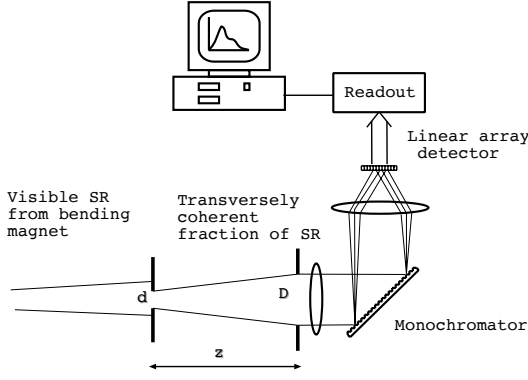 Readout
Linear array
detector
Visible SR
from bending
magnet
Transversely
coherent
fraction of SR
d
D
Monochromator
z